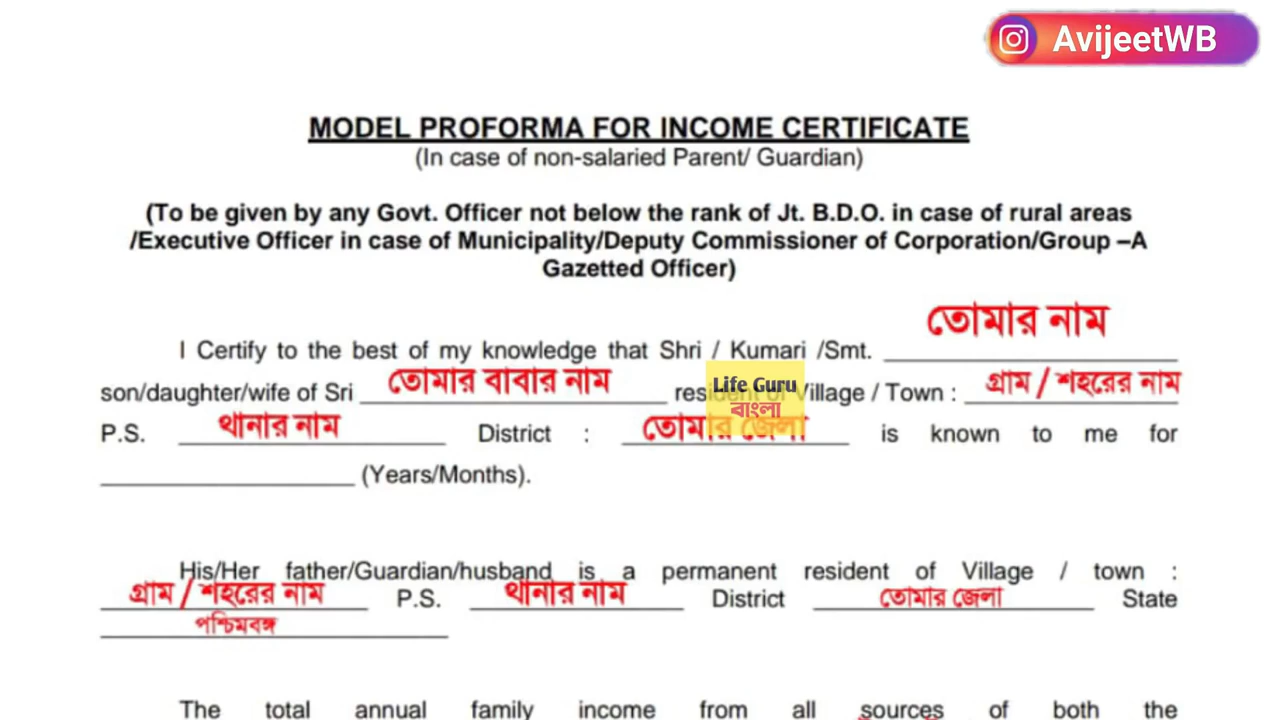 AvijeetWB
MODEL PROFORMA FOR INCOME CERTIFICATE
(In case of non-salaried Parent/ Guardian)
(To be given by any Govt. Officer not below the rank of Jt. B.D.O. in case of rural areas
/Executive Officer in case of Municipality/Deputy Commissioner of Corporation/Group –A
Gazetted Officer)
তোমার নাম
I Certify to the best of my knowledge that Shri / Kumari /Smt.
son/daughter/wife of Sri তোমার বাবার নাম resident of Village / Town : গ্রাম / শহরের নাম
Life Guru
বাংলা
P.S. থানার নাম District : তোমার জেলা is known to me for
(Years/Months).
His/Her father/Guardian/husband is a permanent resident of Village / town :
গ্রাম / শহরের নাম P.S. থানার নাম District তোমার জেলা State
পশ্চিমবঙ্গ
The total annual family income from all sources of both the